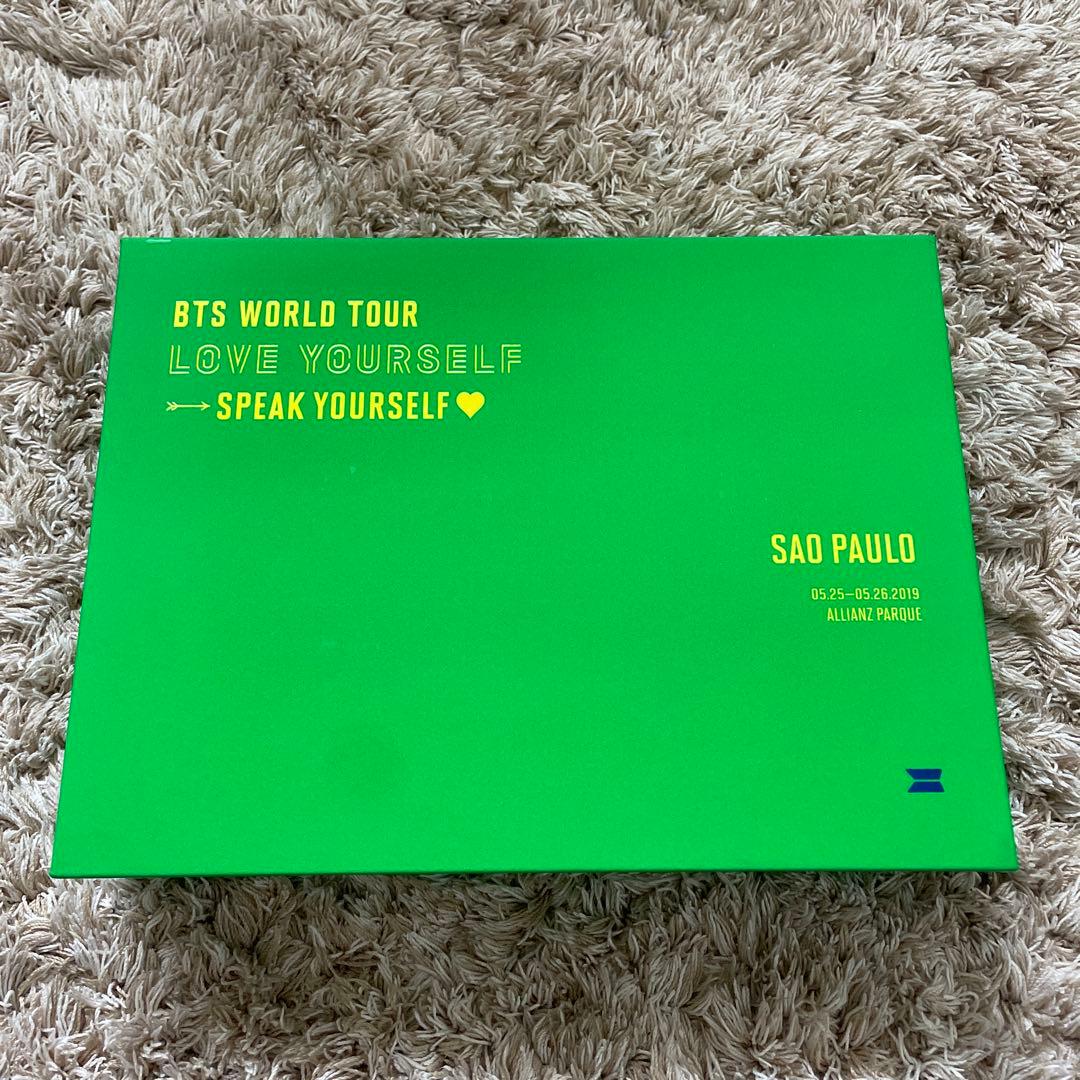 BTS WORLD TOUR
LOVE YOURSELF
SPEAK YOURSELF
SAO PAULO
05.25–05.26.2019
ALLIANZ PARQUE